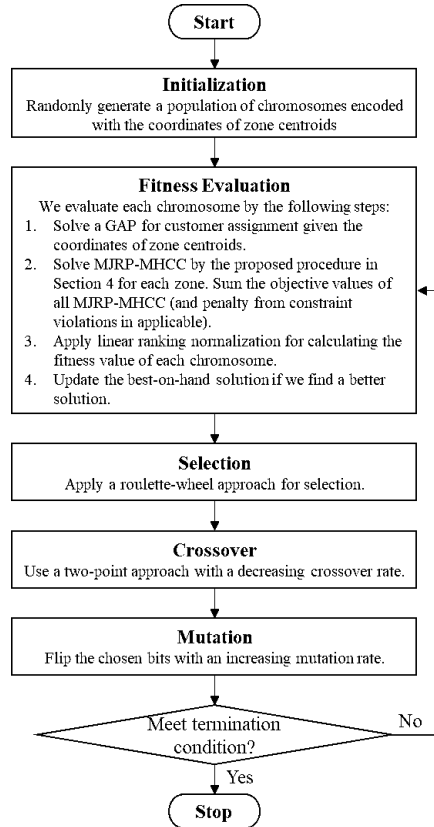 Start
Initialization
Randomly generate a population of chromosomes encoded
with the coordinates of zone centroids
Fitness Evaluation
We evaluate each chromosome by the following steps:
1. Solve a GAP for customer assignment given the
coordinates of zone centroids.
2. Solve MJRP-MHCC by the proposed procedure in
Section 4 for each zone. Sum the objective values of
all MJRP-MHCC (and penalty from constraint
violations in applicable).
3. Apply linear ranking normalization for calculating the
fitness value of each chromosome.
4. Update the best-on-hand solution if we find a better
solution.
Selection
Apply a roulette-wheel approach for selection.
Crossover
Use a two-point approach with a decreasing crossover rate.
Mutation
Flip the chosen bits with an increasing mutation rate.
Meet termination
condition?
No
Yes
Stop